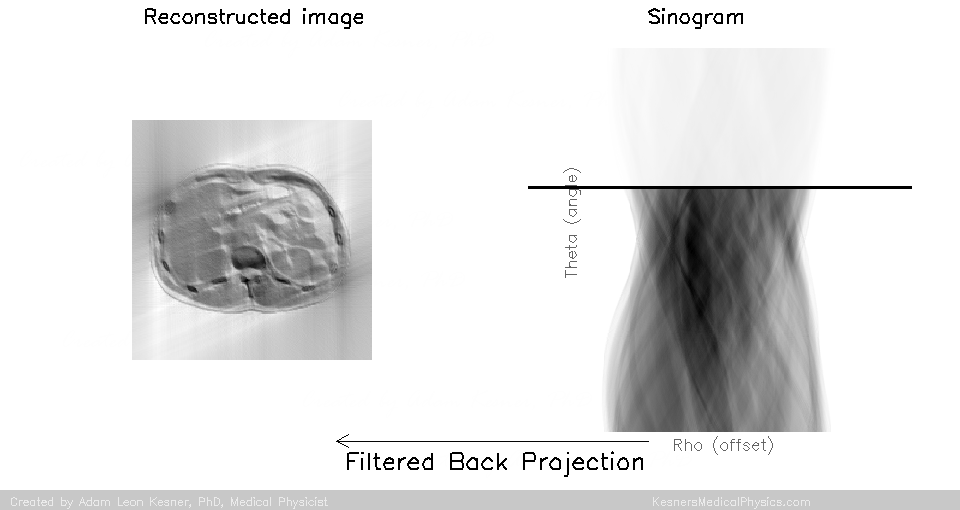 Reconstructed image
Sinogram
Theta (angle)
Rho (offset)
Filtered Back Projection
Created by Adam Leon Kesner, PhD, Medical Physicist
KesnersMedicalPhysics.com